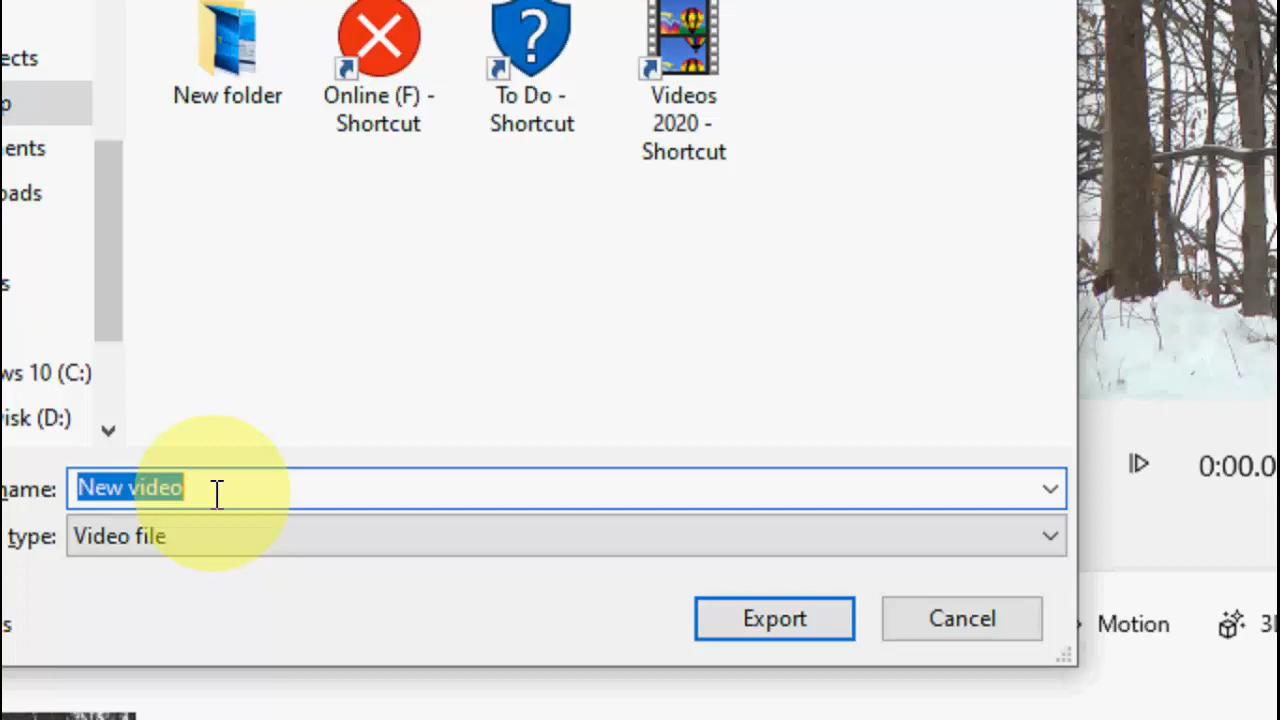 ects
p
ents
oads
s
ws 10 (C:)
isk (D:)
New folder
Online (F) -
Shortcut
To Do -
Shortcut
Videos
2020 -
Shortcut
name:
New video
type:
Video file
s
Export
Cancel
0:00.0
Motion
3